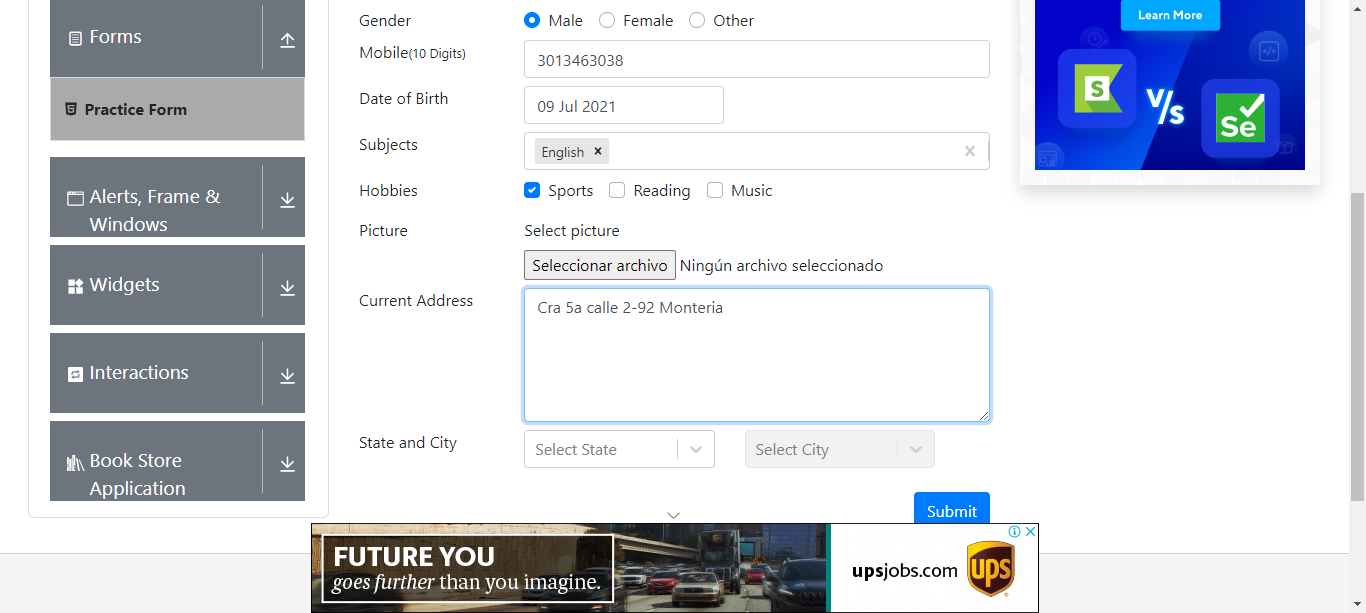 Forms
Practice Form
Alerts, Frame &
Windows
Widgets
Interactions
Book Store
Application
Gender
Male Female Other
Mobile(10 Digits)
3013463038
Date of Birth
09 Jul 2021
Subjects
English ×
Hobbies
Sports Reading Music
Picture
Select picture
Seleccionar archivo Ningún archivo seleccionado
Current Address
Cra 5a calle 2-92 Monteria
State and City
Select State
Select City
Submit
Learn More
S
V/s
Se
FUTURE YOU
goes further than you imagine.
upsjobs.com
ups